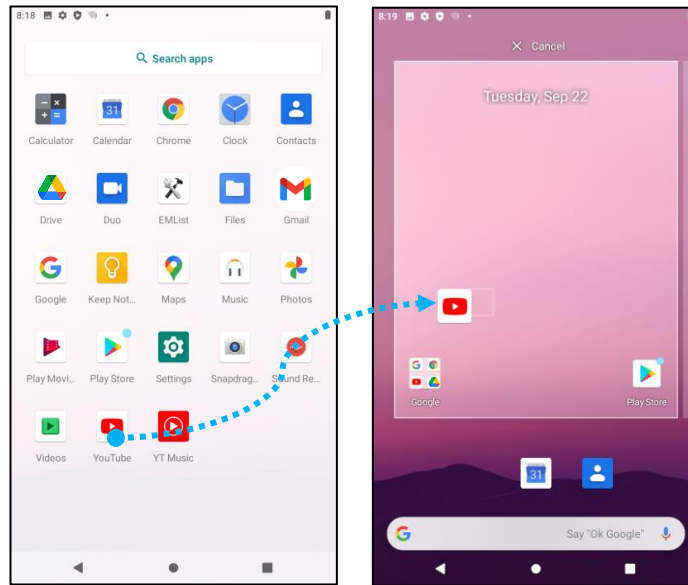 8:18
Search apps
31
Calculator Calendar Chrome Clock Contacts
Drive Duo EMList Files Gmail
Google Keep Not... Maps Music Photos
Play Movi... Play Store Settings Snapdrag... Sound Re...
Videos YouTube YT Music
8:19
Cancel
Tuesday, Sep 22
Google Play Store
31
Say "Ok Google"